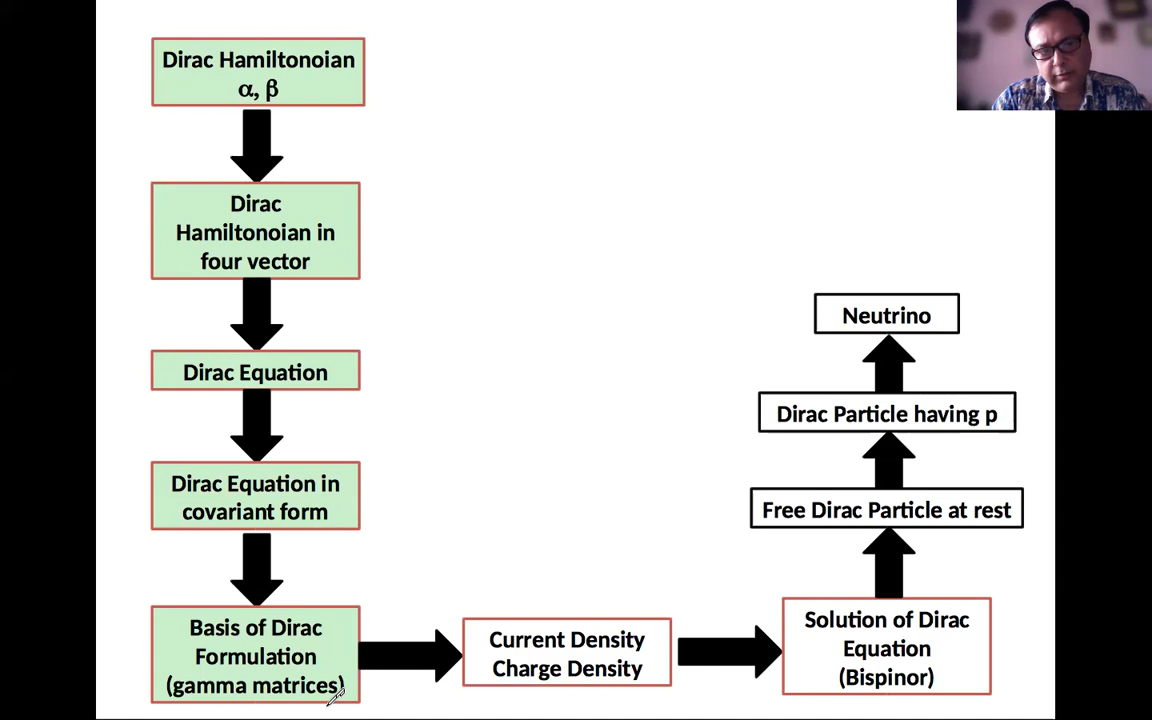 Dirac Hamiltonoian
α, β
Dirac
Hamiltonoian in
four vector
Dirac Equation
Dirac Equation in
covariant form
Basis of Dirac
Formulation
(gamma matrices)
Current Density
Charge Density
Solution of Dirac
Equation
(Bispinor)
Free Dirac Particle at rest
Dirac Particle having p
Neutrino